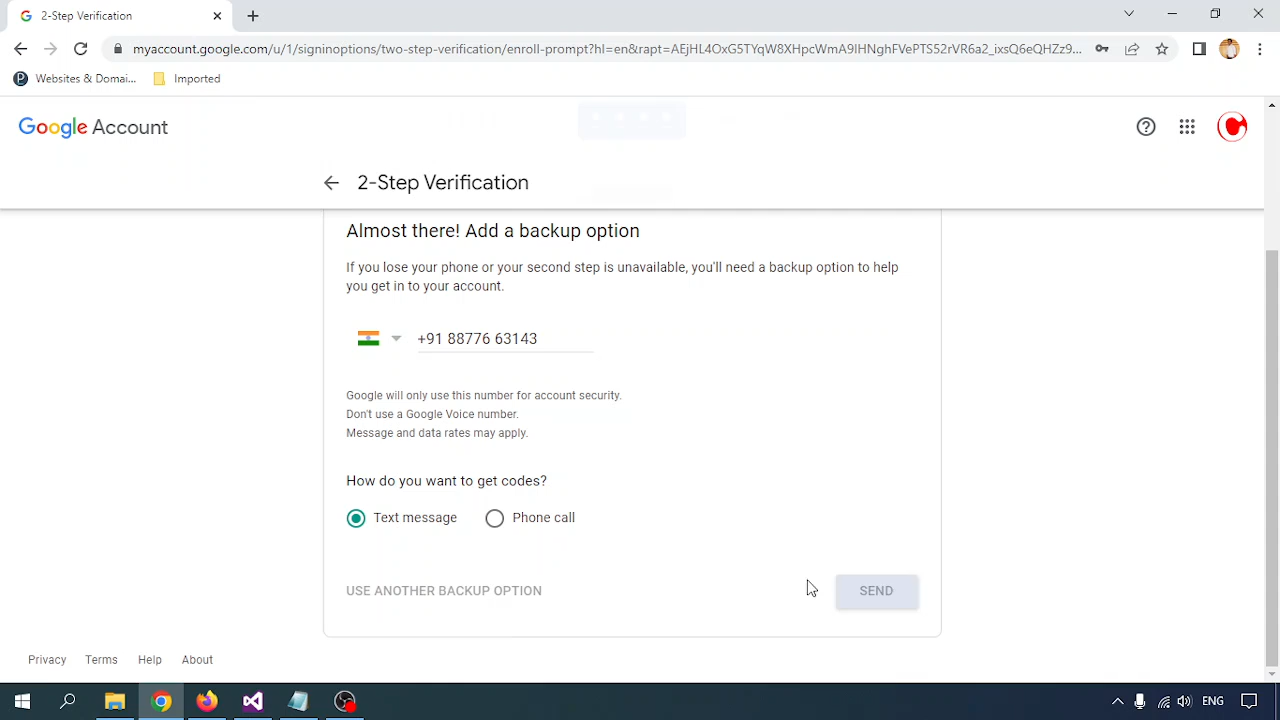 2-Step Verification
myaccount.google.com/u/1/signinoptions/two-step-verification/enroll-prompt?hl=en&rapt=AEjHL4OxG5TYqW8XHpcWmA9IHNghFVePTS52rVR6a2_ixsQ6eQHZz9...
Websites & Domai...
Imported
Google Account
2-Step Verification
Almost there! Add a backup option
If you lose your phone or your second step is unavailable, you'll need a backup option to help
you get in to your account.
+91 88776 63143
Google will only use this number for account security.
Don't use a Google Voice number.
Message and data rates may apply.
How do you want to get codes?
Text message
Phone call
USE ANOTHER BACKUP OPTION
SEND
Privacy Terms Help About
ENG